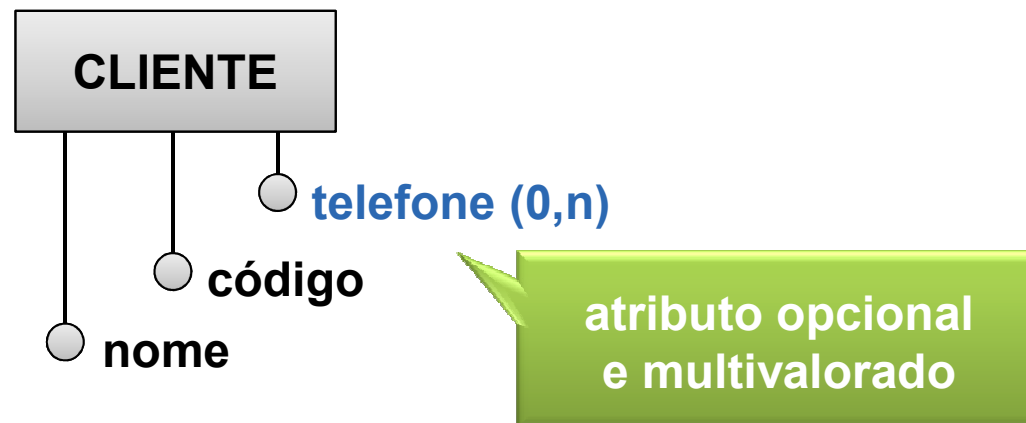 CLIENTE
telefone (0,n)
código
nome
atributo opcional
e multivalorado